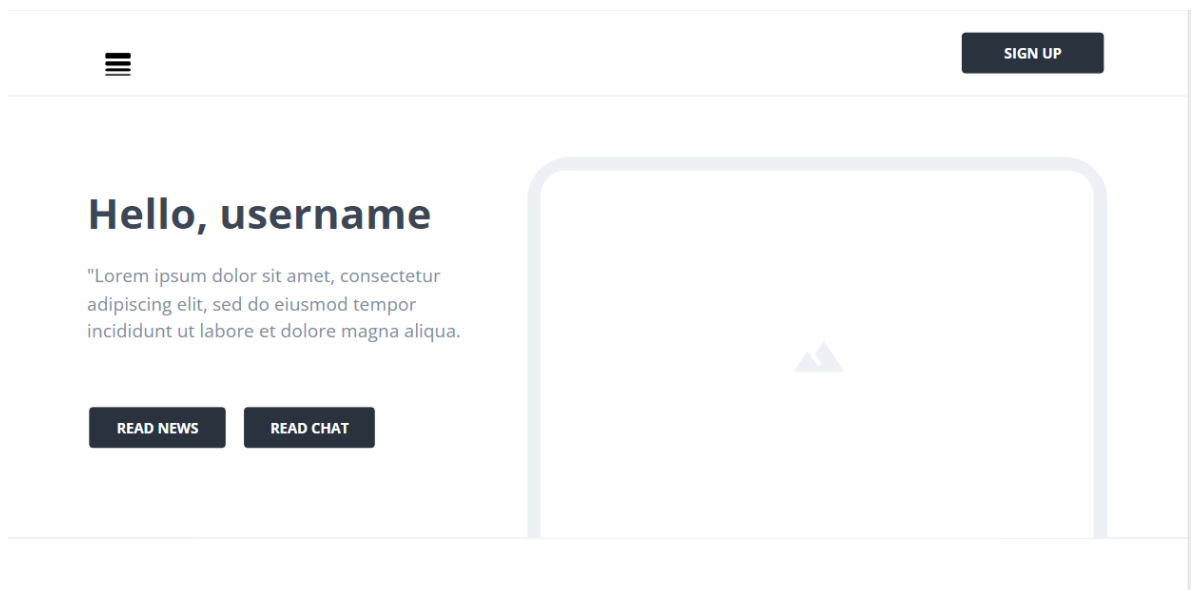 SIGN UP
Hello, username
"Lorem ipsum dolor sit amet, consectetur
adipiscing elit, sed do eiusmod tempor
incididunt ut labore et dolore magna aliqua.
READ NEWS
READ CHAT